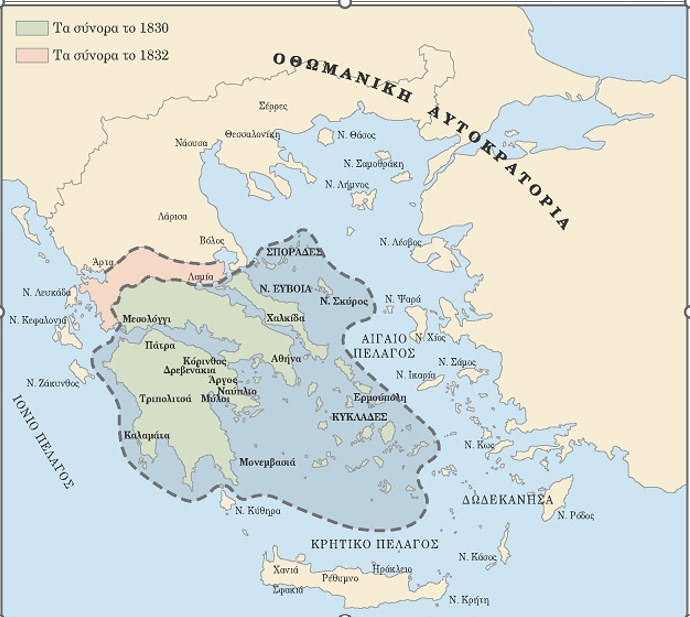 Τα σύνορα το 1830
Τα σύνορα το 1832
ΟΘΩΜΑΝΙΚΗ ΑΥΤΟΚΡΑΤΟΡΙΑ
Σέρρες
Θεσσαλονίκη
Νάουσα
Ν. Θάσος
Ν. Σαμοθράκη
Ν. Λήμνος
Λάρισα
Βόλος
Ν. Λέσβος
ΣΠΟΡΑΔΕΣ
Άρτα
Λαμία
Ν. Λευκάδα
Ν. ΕΥΒΟΙΑ
Ν. Σκύρος
Ν. Ψαρά
Ν. Κεφαλονιά
Μεσολόγγι
Χαλκίδα
Ν. Χίος
ΑΙΓΑΙΟ
ΠΕΛΑΓΟΣ
Πάτρα
Κόρινθος
Αθήνα
Ν. Σάμος
Δρεβενάκια
Ν. Ικαρία
Ν. Ζάκυνθος
Άργος
Ναύπλιο
Τριπολιτσά
Μύλοι
Ερμούπολη
ΚΥΚΛΑΔΕΣ
ΙΟΝΙΟ ΠΕΛΑΓΟΣ
Καλαμάτα
Ν. Κως
Μονεμβασιά
ΔΩΔΕΚΑΝΗΣΑ
Ν. Κύθηρα
Ν. Ρόδος
ΚΡΗΤΙΚΟ ΠΕΛΑΓΟΣ
Ν. Κάσος
Χανιά
Ηράκλειο
Ρέθυμνο
Σφακιά
Ν. Κρήτη